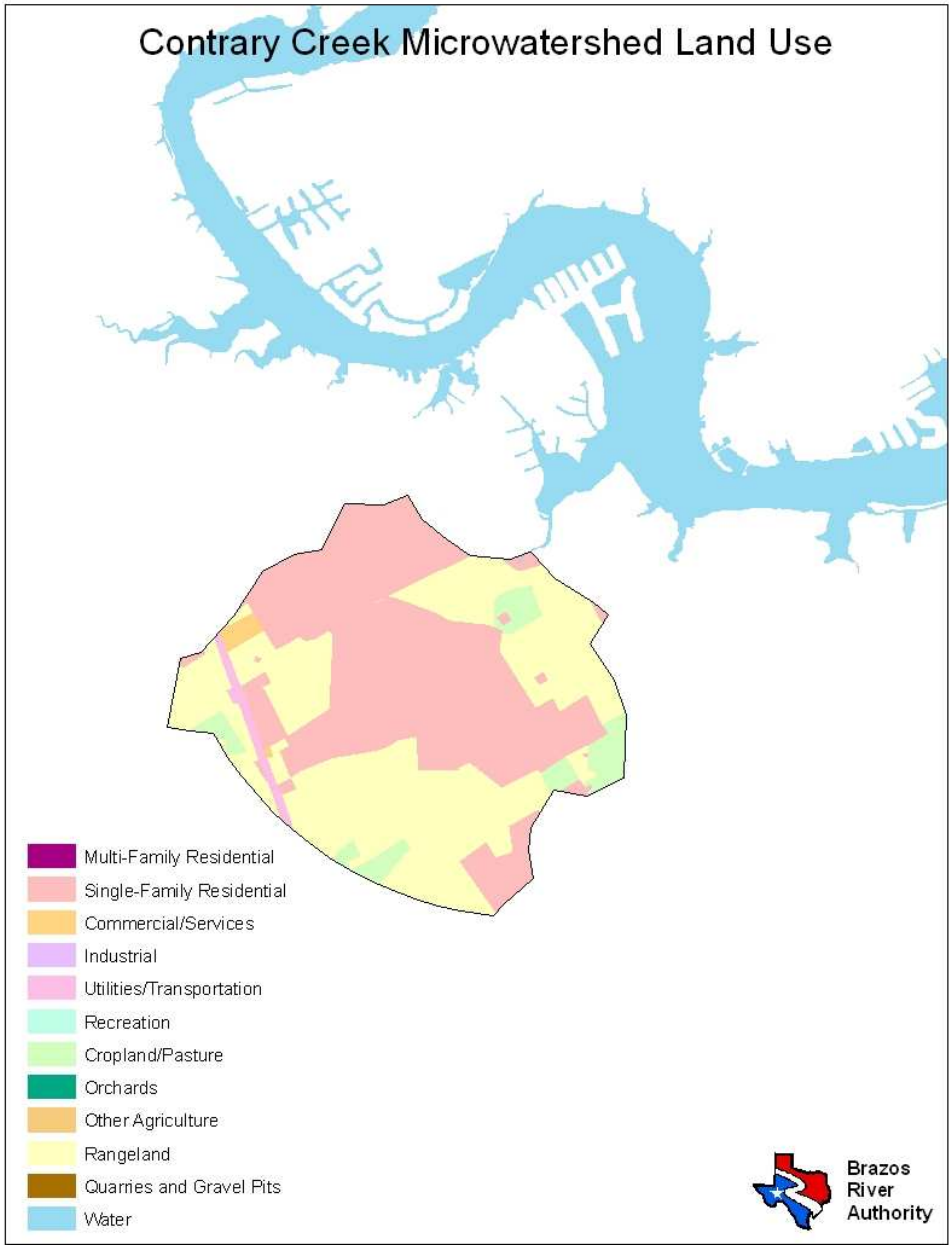 Contrary Creek Microwatershed Land Use
Multi-Family Residential
Single-Family Residential
Commercial/Services
Industrial
Utilities/Transportation
Recreation
Cropland/Pasture
Orchards
Other Agriculture
Rangeland
Quarries and Gravel Pits
Water
Brazos
River
Authority